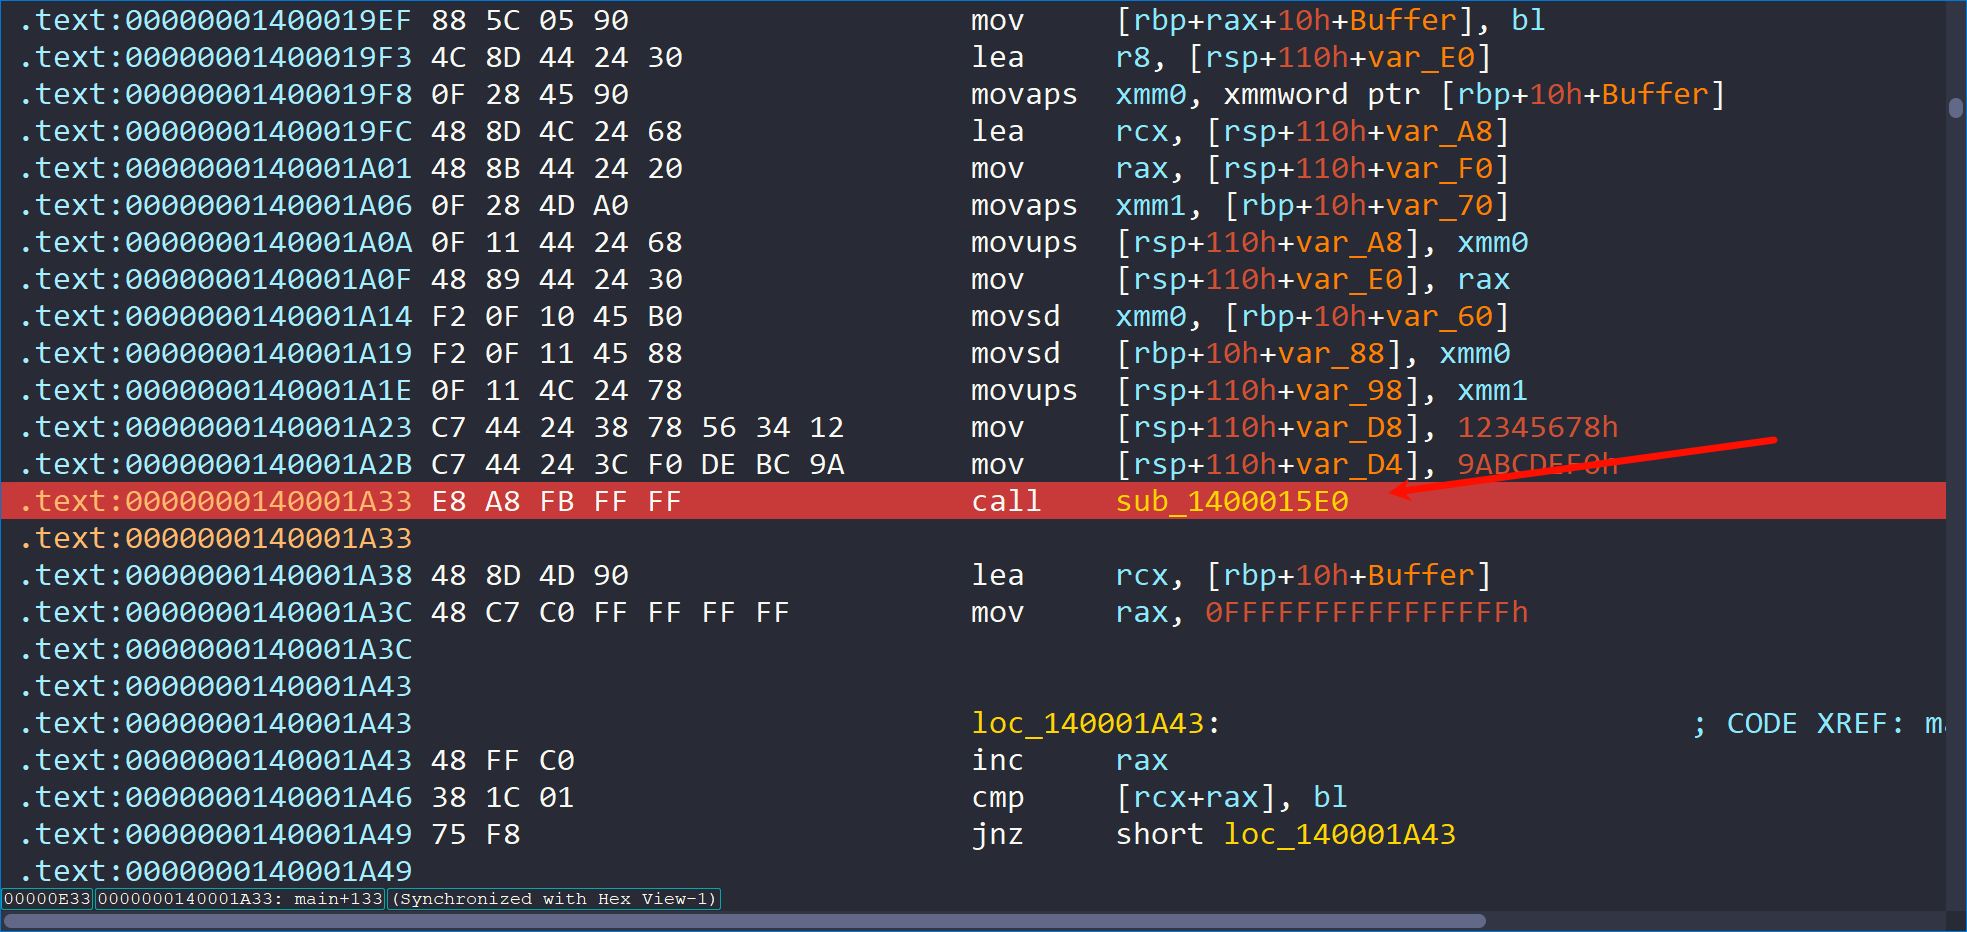 .text:00000001400019EF 88 5C 05 90 mov [rbp+rax+10h+Buffer], bl
.text:00000001400019F3 4C 8D 44 24 30 lea r8, [rsp+110h+var_E0]
.text:00000001400019F8 0F 28 45 90 movaps xmm0, xmmword ptr [rbp+10h+Buffer]
.text:00000001400019FC 48 8D 4C 24 68 lea rcx, [rsp+110h+var_A8]
.text:0000000140001A01 48 8B 44 24 20 mov rax, [rsp+110h+var_F0]
.text:0000000140001A06 0F 28 4D A0 movaps xmm1, [rbp+10h+var_70]
.text:0000000140001A0A 0F 11 44 24 68 movups [rsp+110h+var_A8], xmm0
.text:0000000140001A0F 48 89 44 24 30 mov [rsp+110h+var_E0], rax
.text:0000000140001A14 F2 0F 10 45 B0 movsd xmm0, [rbp+10h+var_60]
.text:0000000140001A19 F2 0F 11 45 88 movsd [rbp+10h+var_88], xmm0
.text:0000000140001A1E 0F 11 4C 24 78 movups [rsp+110h+var_98], xmm1
.text:0000000140001A23 C7 44 24 38 78 56 34 12 mov [rsp+110h+var_D8], 12345678h
.text:0000000140001A2B C7 44 24 3C F0 DE BC 9A mov [rsp+110h+var_D4], 9ABCDEF0h
.text:0000000140001A33 E8 A8 FB FF FF call sub_1400015E0
.text:0000000140001A33
.text:0000000140001A38 48 8D 4D 90 lea rcx, [rbp+10h+Buffer]
.text:0000000140001A3C 48 C7 C0 FF FF FF FF mov rax, 0FFFFFFFFFFFFFFFFh
.text:0000000140001A3C
.text:0000000140001A43
.text:0000000140001A43 loc_140001A43: ; CODE XREF: ma
.text:0000000140001A43 48 FF C0 inc rax
.text:0000000140001A46 38 1C 01 cmp [rcx+rax], bl
.text:0000000140001A49 75 F8 jnz short loc_140001A43
.text:0000000140001A49
00000E33 0000000140001A33: main+133 (Synchronized with Hex View-1)